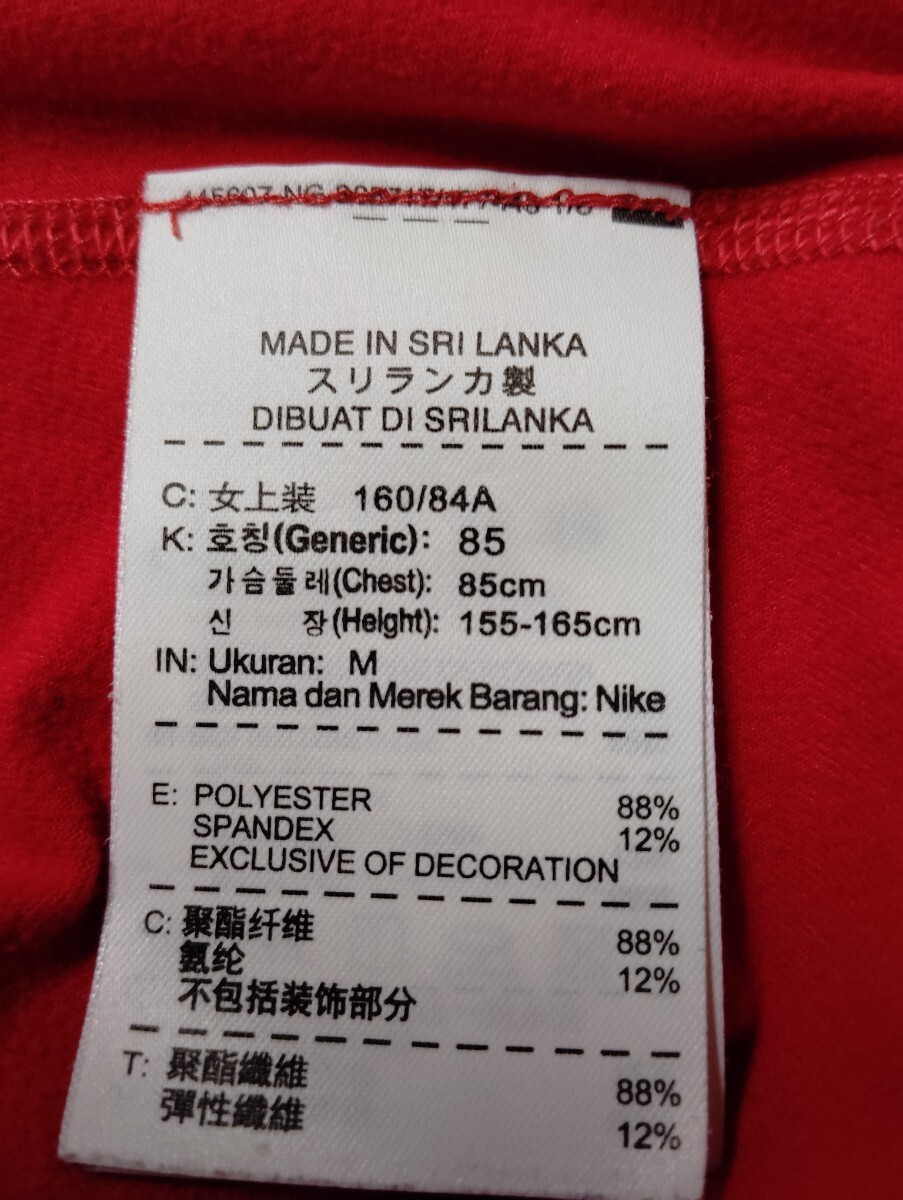 MADE IN SRI LANKA
スリランカ製
DIBUAT DI SRILANKA
C: 女上装 160/84A
K: 호칭(Generic): 85
가슴둘레(Chest): 85cm
신 장(Height): 155-165cm
IN: Ukuran: M
Nama dan Merek Barang: Nike
E: POLYESTER 88%
SPANDEX 12%
EXCLUSIVE OF DECORATION
C: 聚酯纤维 88%
氨纶 12%
不包括装饰部分
T: 聚酯纖維 88%
彈性纖維 12%